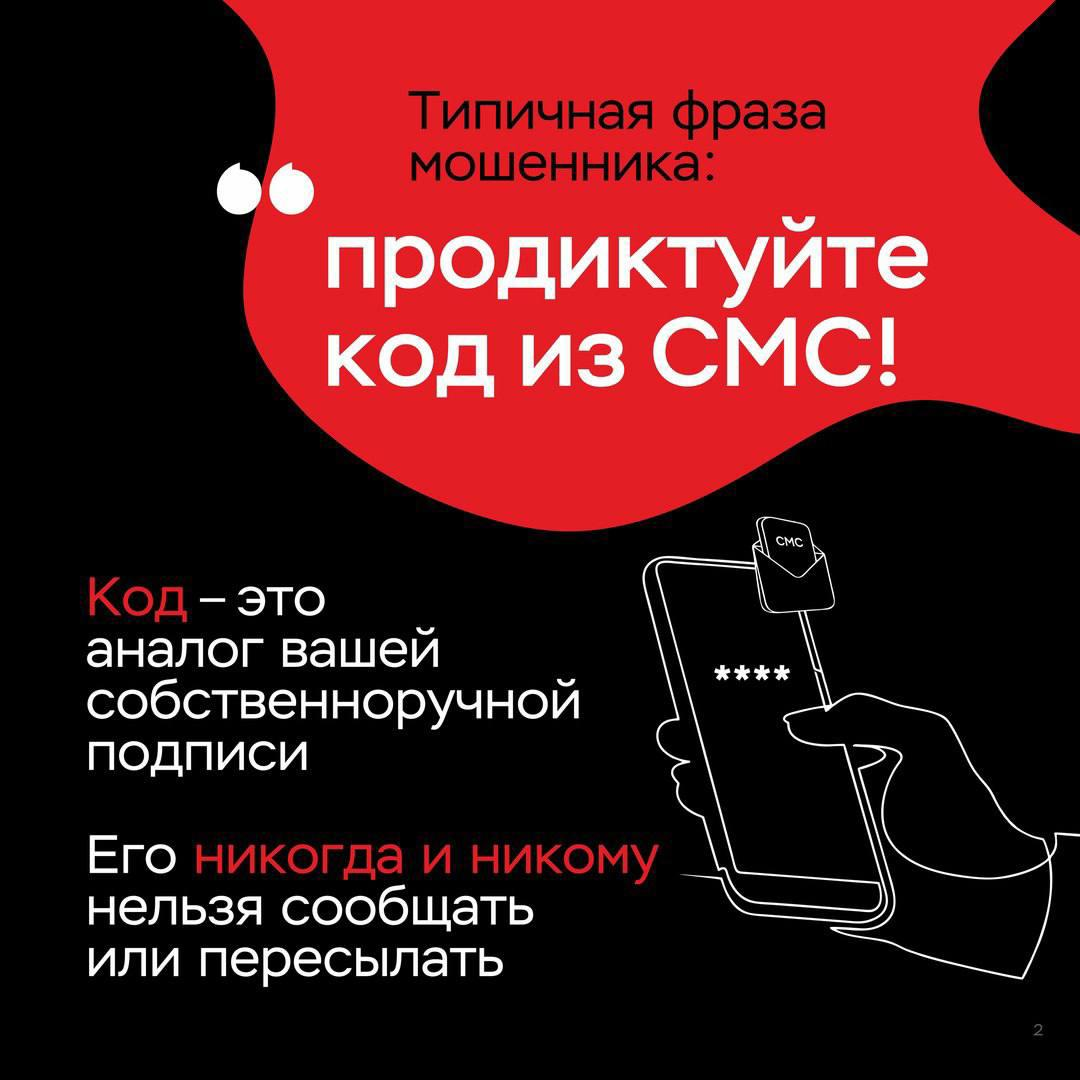 Типичная фраза
мошенника:
“
продиктуйте
код из СМС!
СМС
****
Код – это
аналог вашей
собственноручной
подписи
Его никогда и никому
нельзя сообщать
или пересылать
2